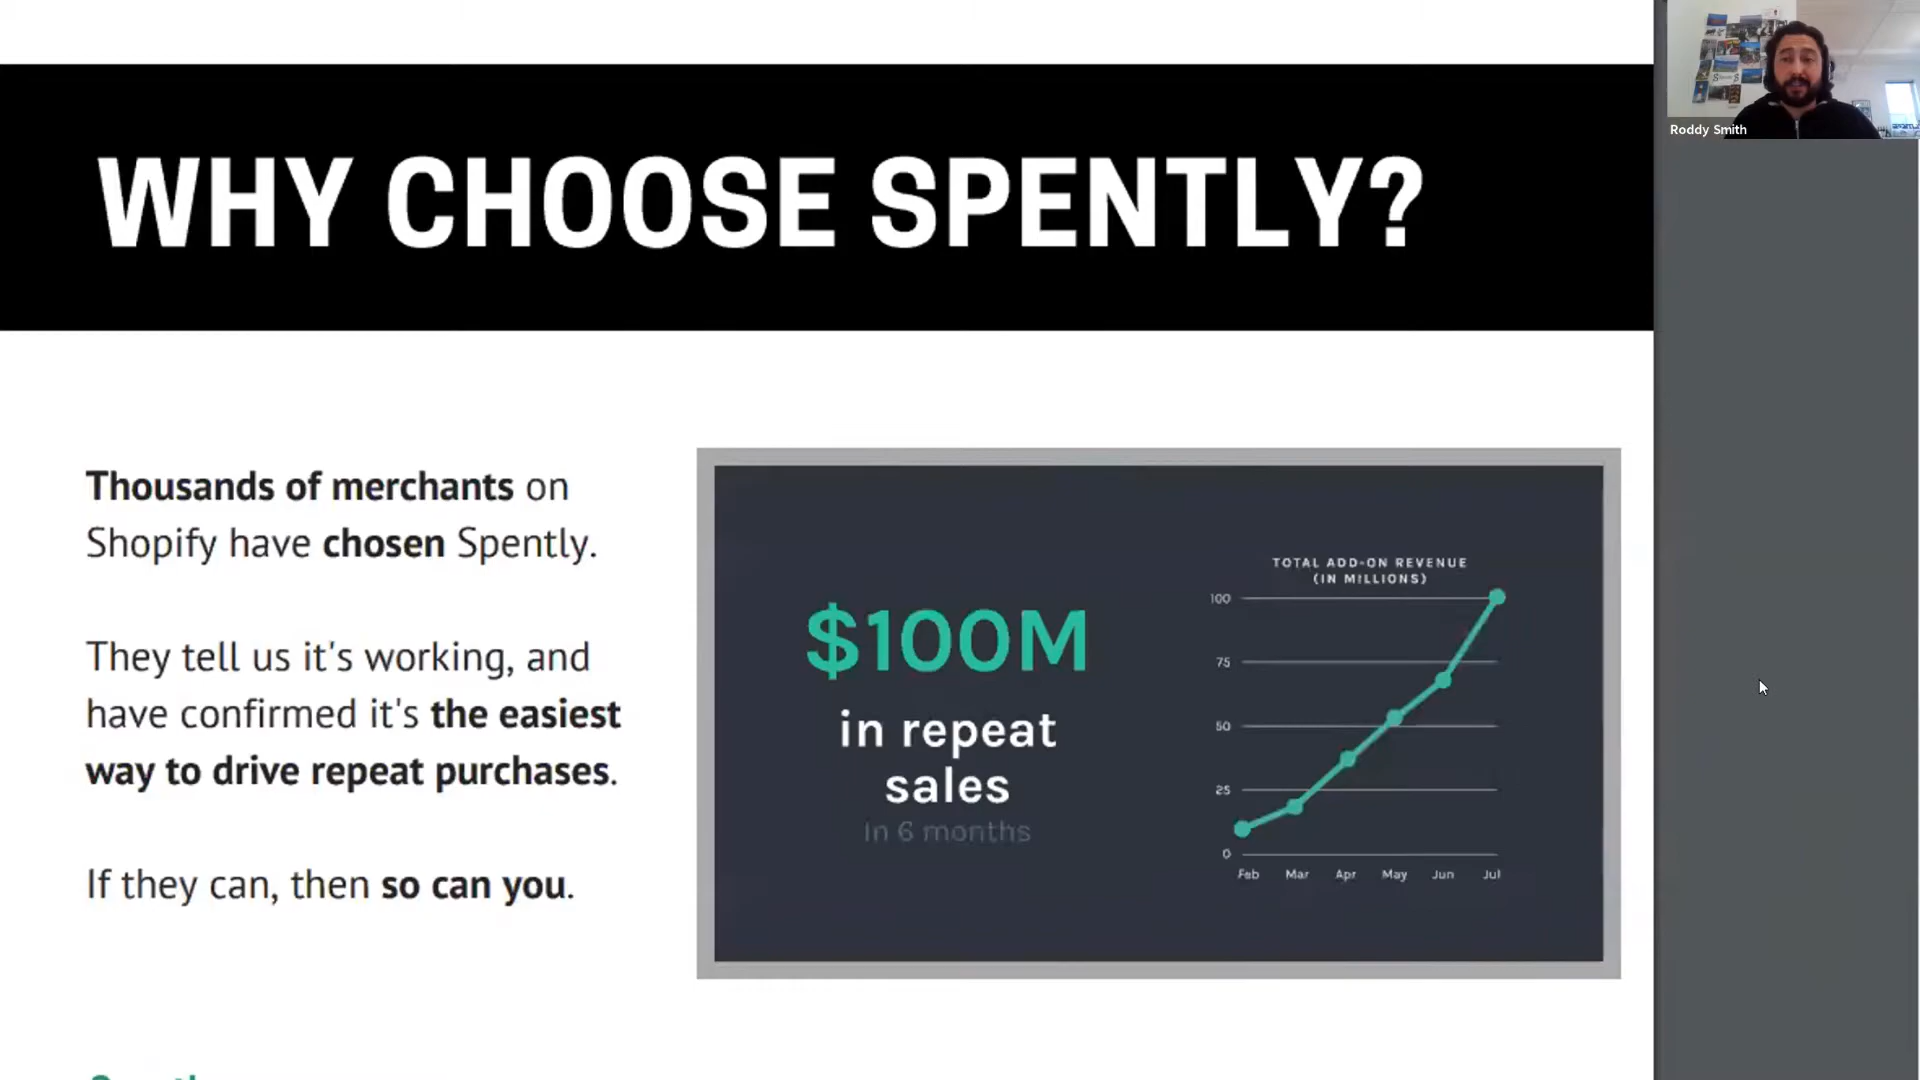 WHY CHOOSE SPENTLY?
Roddy Smith
Thousands of merchants on
Shopify have chosen Spently.
They tell us it's working, and
have confirmed it's the easiest
way to drive repeat purchases.
If they can, then so can you.
$100M
in repeat
sales
In 6 months
TOTAL ADD-ON REVENUE
(IN MILLIONS)
100
75
50
25
0
Feb Mar Apr May Jun Jul